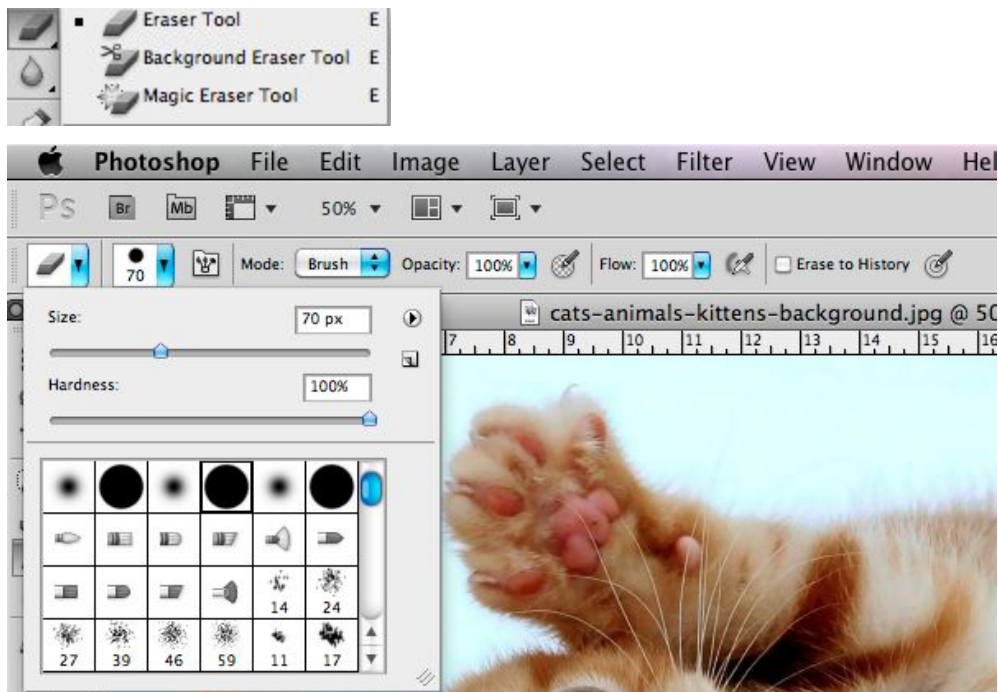 Eraser Tool E
Background Eraser Tool E
Magic Eraser Tool E
Photoshop File Edit Image Layer Select Filter View Window Hel
Ps Br Mb 50%
70 Mode: Brush Opacity: 100% Flow: 100% Erase to History
Size: 70 px
cats-animals-kittens-background.jpg @ 50
7 8 9 10 11 12 13 14 15 16
Hardness: 100%
14 24
27 39 46 59 11 17